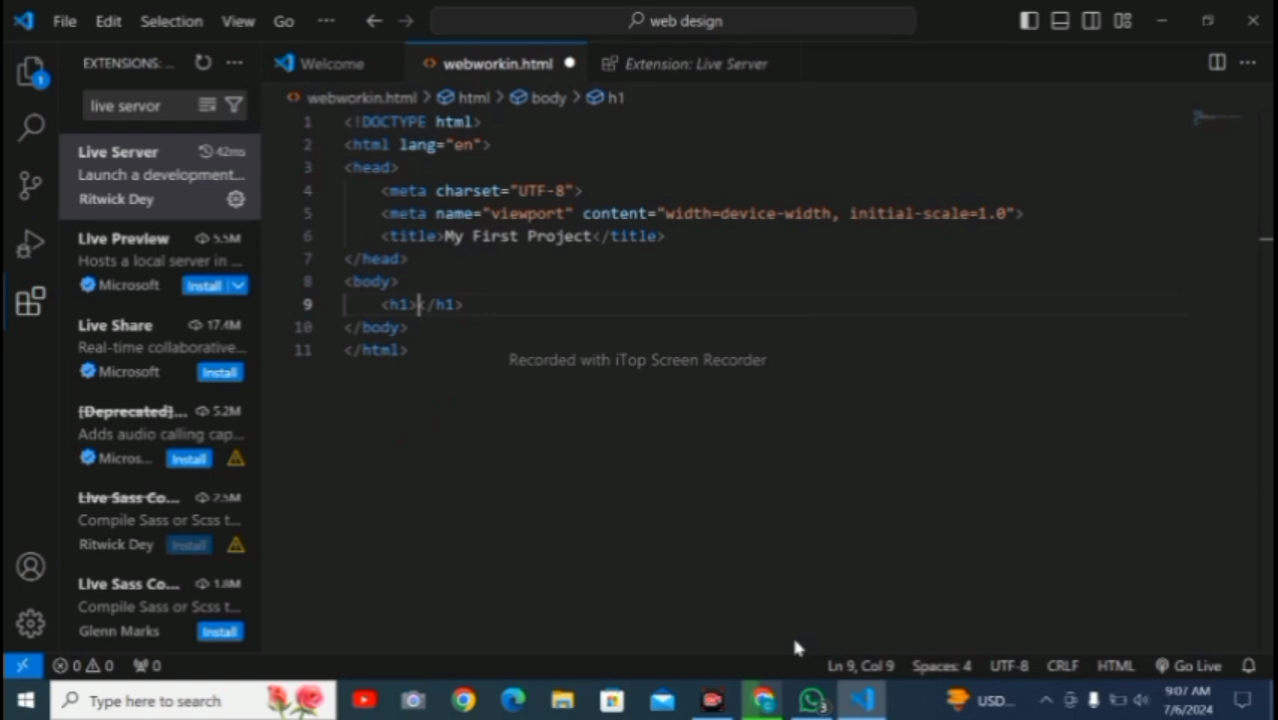 File Edit Selection View Go ··· web design
EXTENSIONS: ...
Welcome webworkin.html Extension: Live Server
live servor
webworkin.html > html > body > h1
Live Server 42ms
Launch a development...
Ritwick Dey
Live Preview 5.5M
Hosts a local server in ...
Microsoft Install
Live Share 17.4M
Real-time collaborative...
Microsoft Install
[Deprecated]... 5.2M
Adds audio calling cap...
Micros... Install
Live Sass Co... 2.5M
Compile Sass or Scss t...
Ritwick Dey Install
Live Sass Co... 1.8M
Compile Sass or Scss t...
Glenn Marks Install
1 <!DOCTYPE html>
2 <html lang="en">
3 <head>
4 <meta charset="UTF-8">
5 <meta name="viewport" content="width=device-width, initial-scale=1.0">
6 <title>My First Project</title>
7 </head>
8 <body>
9 <h1></h1>
10 </body>
11 </html>
Recorded with iTop Screen Recorder
0 0 0 Ln 9, Col 9 Spaces: 4 UTF-8 CRLF HTML Go Live
Type here to search 3 USD... 9:07 AM
7/6/2024
1